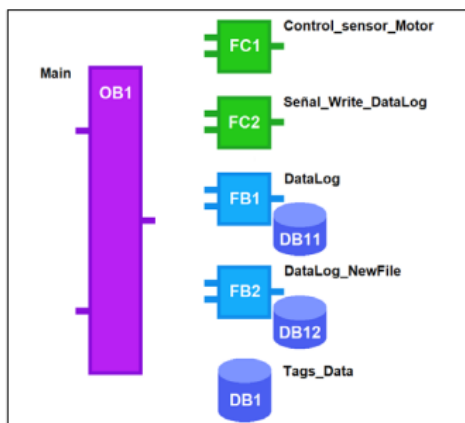 Control_sensor_Motor
FC1
Main
OB1
Señal_Write_DataLog
FC2
DataLog
FB1
DB11
DataLog_NewFile
FB2
DB12
Tags_Data
DB1